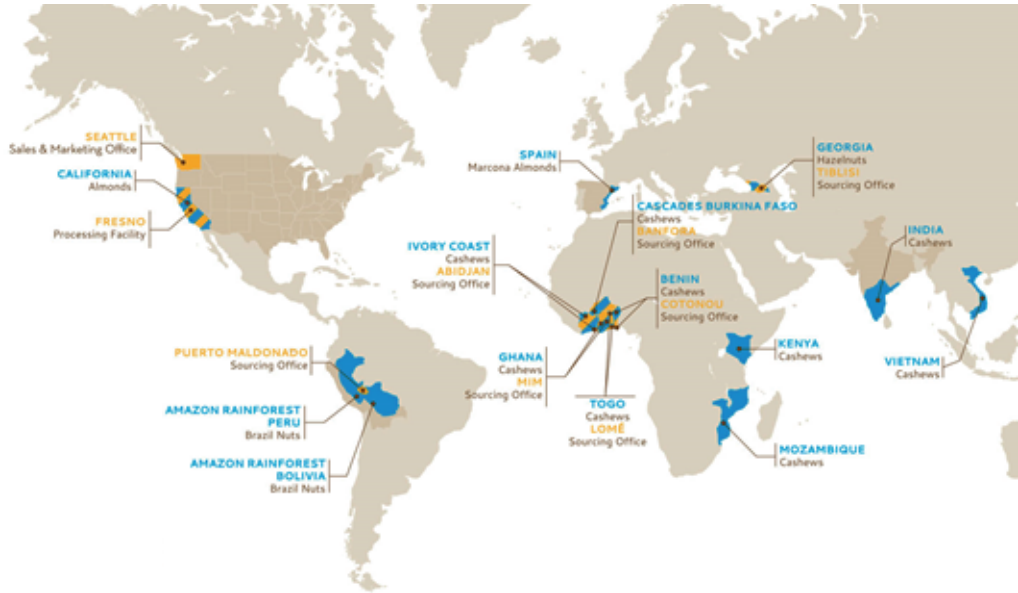 SEATTLE
Sales & Marketing Office
CALIFORNIA
Almonds
FRESNO
Processing Facility
SPAIN
Marcona Almonds
GEORGIA
Hazelnuts
TIBLISI
Sourcing Office
CASCADES BURKINA FASO
Cashews
BANFORA
Sourcing Office
INDIA
Cashews
IVORY COAST
Cashews
ABIDJAN
Sourcing Office
BENIN
Cashews
COTONOU
Sourcing Office
KENYA
Cashews
VIETNAM
Cashews
PUERTO MALDONADO
Sourcing Office
GHANA
Cashews
MIM
Sourcing Office
TOGO
Cashews
LOMÉ
Sourcing Office
AMAZON RAINFOREST
PERU
Brazil Nuts
MOZAMBIQUE
Cashews
AMAZON RAINFOREST
BOLIVIA
Brazil Nuts